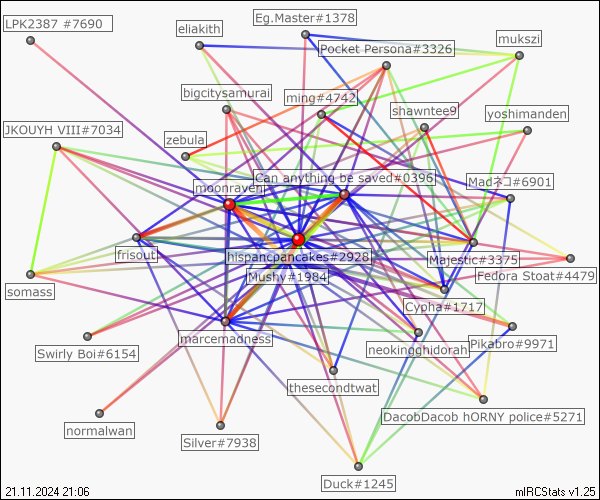 LPK2387 #7690
eliakith
Eg.Master#1378
mukszi
Pocket Persona#3326
bigcitysamurai
ming#4742
shawntee9
yoshimanden
JKOUYH VIII#7034
zebula
Can anything be saved#0396
moonraven
Madネコ#6901
frisout
hispancpancakes#2928
Majestic#3375
Mushy#1984
Fedora Stoat#4479
somass
Cypha#1717
marcemadness
neokingghidorah
Pikabro#9971
Swirly Boi#6154
thesecondtwat
DacobDacob hORNY police#5271
normalwan
Silver#7938
Duck#1245
21.11.2024 21:06
mIRCStats v1.25